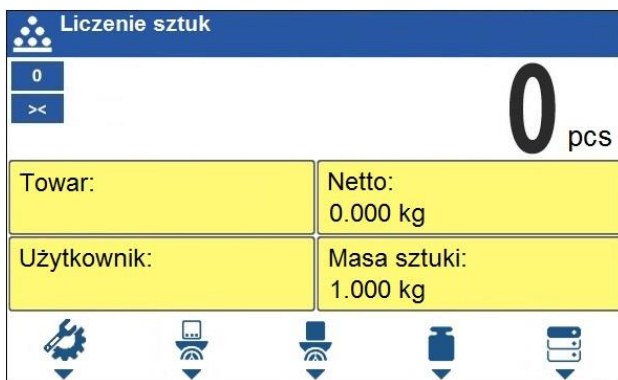 Liczenie sztuk
0
><
0 pcs
Towar:
Netto:
0.000 kg
Użytkownik:
Masa sztuki:
1.000 kg